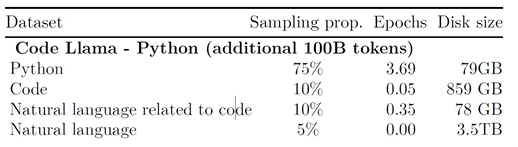 Dataset Sampling prop. Epochs Disk size
Code Llama - Python (additional 100B tokens)
Python 75% 3.69 79GB
Code 10% 0.05 859 GB
Natural language related to code 10% 0.35 78 GB
Natural language 5% 0.00 3.5TB